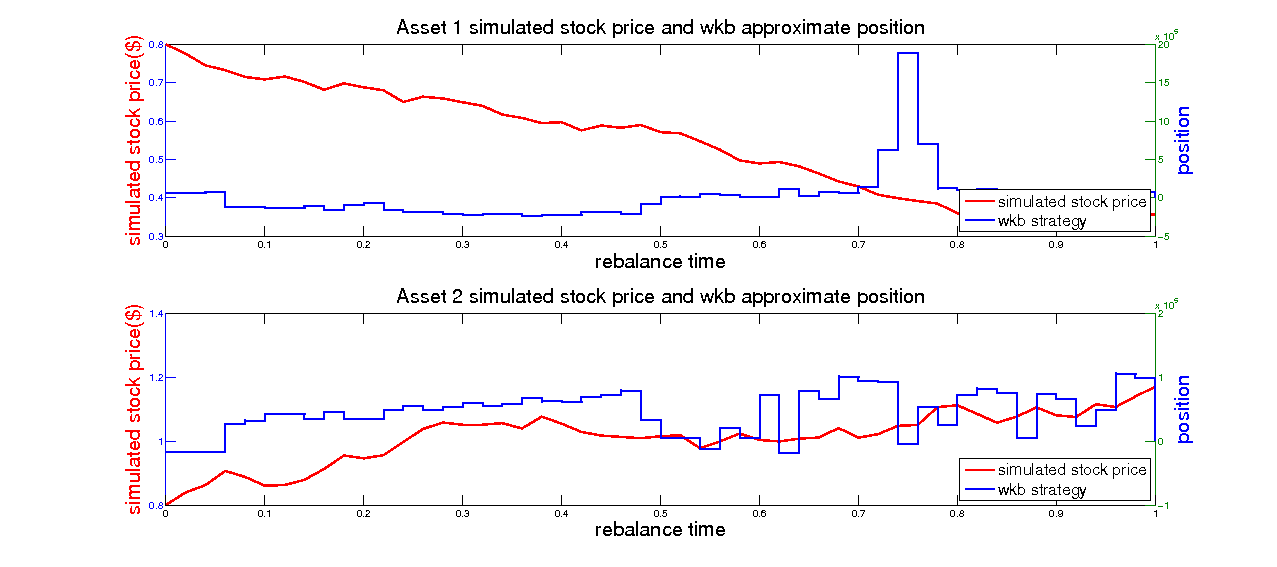 Asset 1 simulated stock price and wkb approximate position
x 10^5
simulated stock price($)
0.8
0.7
0.6
0.5
0.4
0.3
20
15
10
5
0
-5
position
simulated stock price
wkb strategy
0 0.1 0.2 0.3 0.4 0.5 0.6 0.7 0.8 0.9 1
rebalance time
Asset 2 simulated stock price and wkb approximate position
simulated stock price($)
1.4
1.2
1
0.8
2
1
0
-1
position
simulated stock price
wkb strategy
0 0.1 0.2 0.3 0.4 0.5 0.6 0.7 0.8 0.9 1
rebalance time